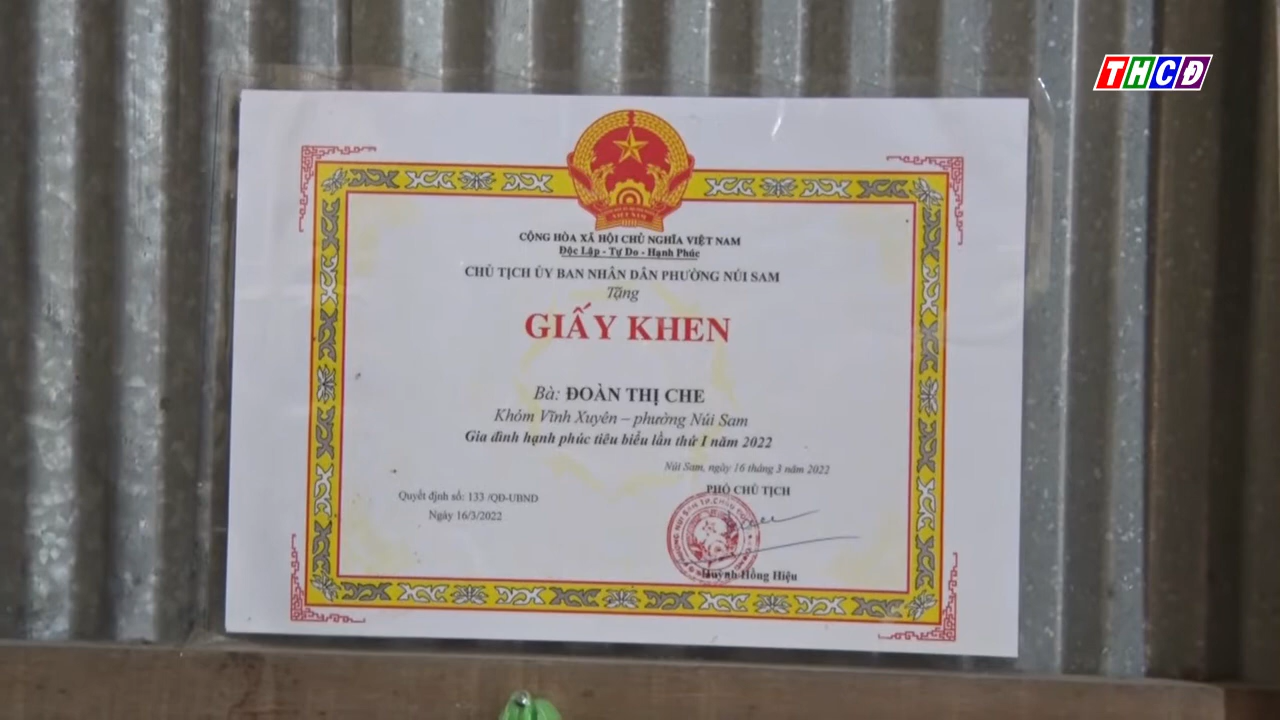 THCĐ
VIỆT NAM
CỘNG HÒA XÃ HỘI CHỦ NGHĨA VIỆT NAM
Độc Lập - Tự Do - Hạnh Phúc
CHỦ TỊCH ỦY BAN NHÂN DÂN PHƯỜNG NÚI SAM
Tặng
GIẤY KHEN
Bà: ĐOÀN THỊ CHE
Khóm Vĩnh Xuyên – phường Núi Sam
Gia đình hạnh phúc tiêu biểu lần thứ I năm 2022
Núi Sam, ngày 16 tháng 3 năm 2022
PHÓ CHỦ TỊCH
Quyết định số: 133 /QĐ-UBND
Ngày 16/3/2022
Huỳnh Hồng Hiệu